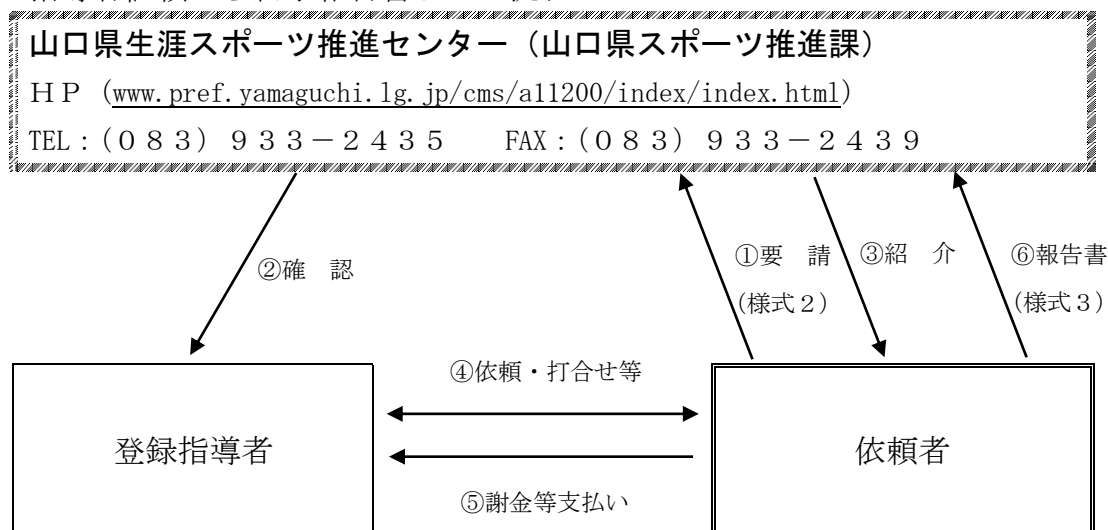 山口県生涯スポーツ推進センター（山口県スポーツ推進課）
ＨＰ（www.pref.yamaguchi.lg.jp/cms/a11200/index/index.html）
TEL：(０８３) ９３３－２４３５　　FAX：(０８３) ９３３－２４３９
②確　認
①要　請
(様式２)
③紹　介
⑥報告書
(様式３)
④依頼・打合せ等
登録指導者
依頼者
⑤謝金等支払い